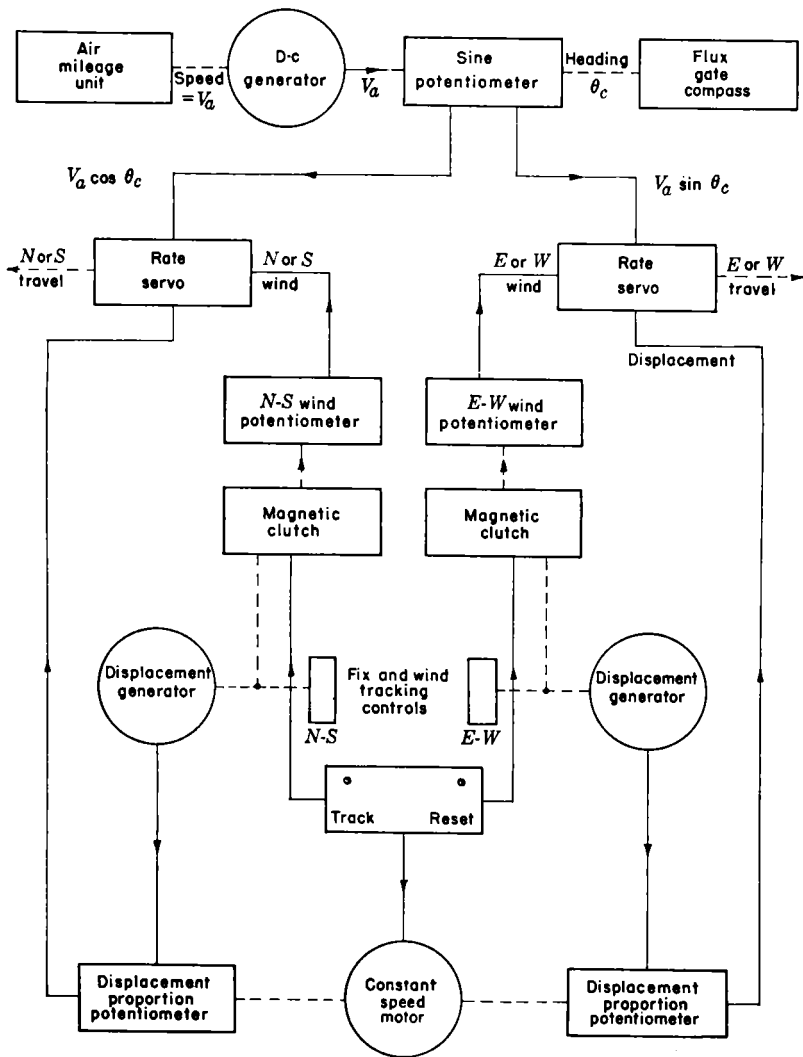 Air
mileage
unit
Speed
= Va
D-c
generator
Va
Sine
potentiometer
Heading
θc
Flux
gate
compass
Va cos θc
Va sin θc
N or S
travel
Rate
servo
N or S
wind
E or W
wind
Rate
servo
E or W
travel
Displacement
N-S wind
potentiometer
E-W wind
potentiometer
Magnetic
clutch
Magnetic
clutch
Displacement
generator
Fix and wind
tracking
controls
N-S
E-W
Displacement
generator
Track
Reset
Displacement
proportion
potentiometer
Constant
speed
motor
Displacement
proportion
potentiometer